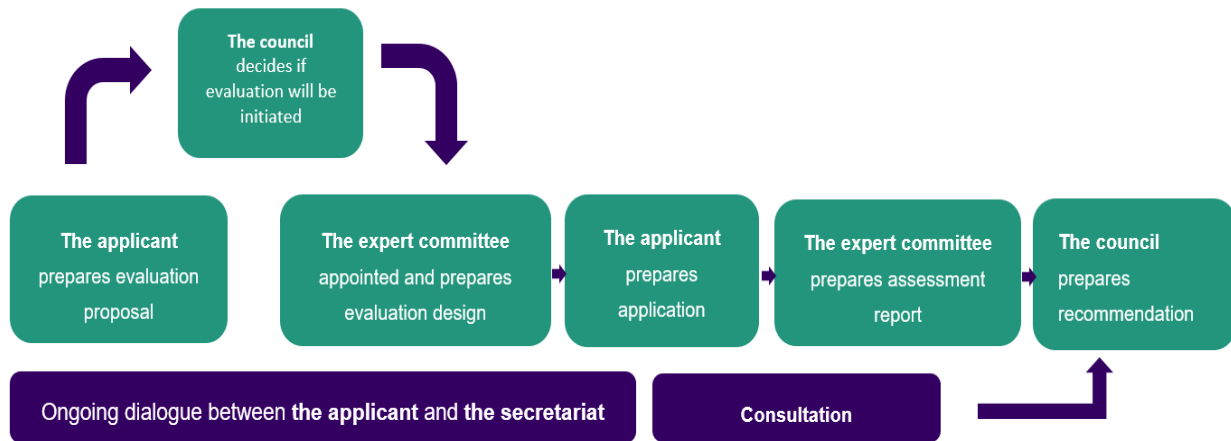 The council
decides if
evaluation will be
initiated
The applicant
prepares evaluation
proposal
The expert committee
appointed and prepares
evaluation design
The applicant
prepares
application
The expert committee
prepares assessment
report
The council
prepares
recommendation
Ongoing dialogue between the applicant and the secretariat
Consultation